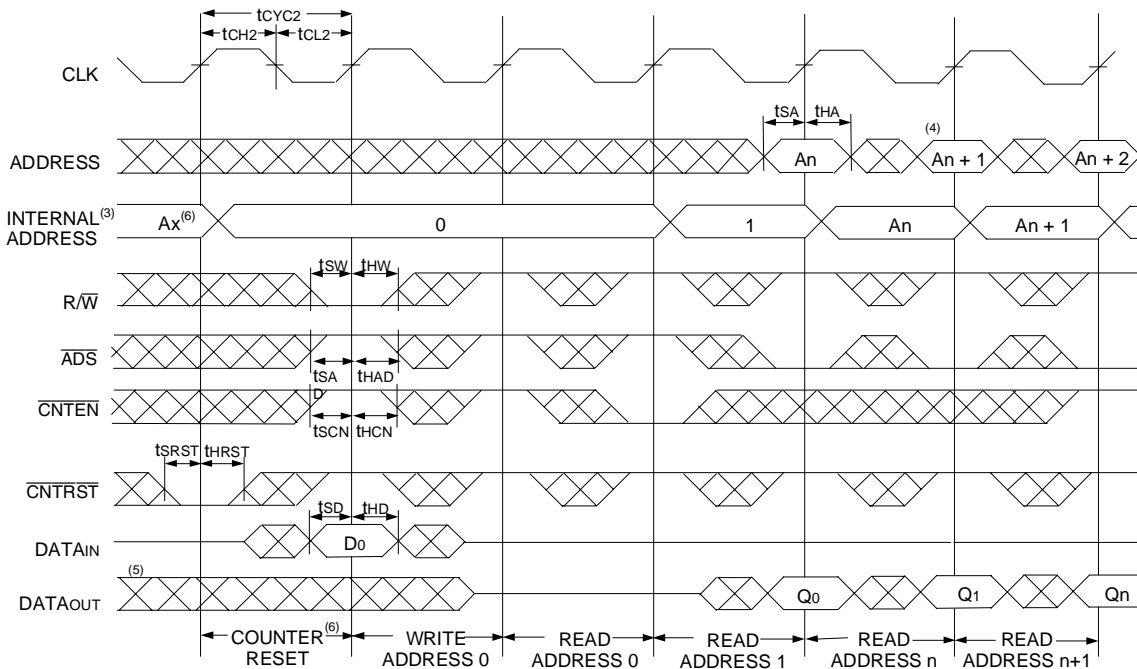 tCYC2
tCH2 tCL2
CLK
tSA tHA
(4)
ADDRESS An An + 1 An + 2
INTERNAL(3) ADDRESS Ax(6) 0 1 An An + 1
tSW tHW
R/W
ADS
tSAD tHAD
CNTEN
tSCN tHCN
tSRST tHRST
CNTRST
tSD tHD
DATAIN D0
(5)
DATAOUT Q0 Q1 Qn
COUNTER(6) RESET
WRITE ADDRESS 0
READ ADDRESS 0
READ ADDRESS 1
READ ADDRESS n
READ ADDRESS n+1